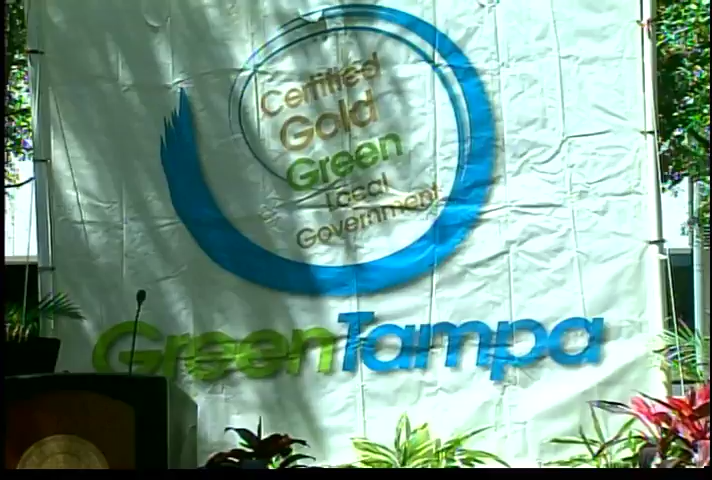 Certified
Gold
Green
Local
Government
GreenTampa